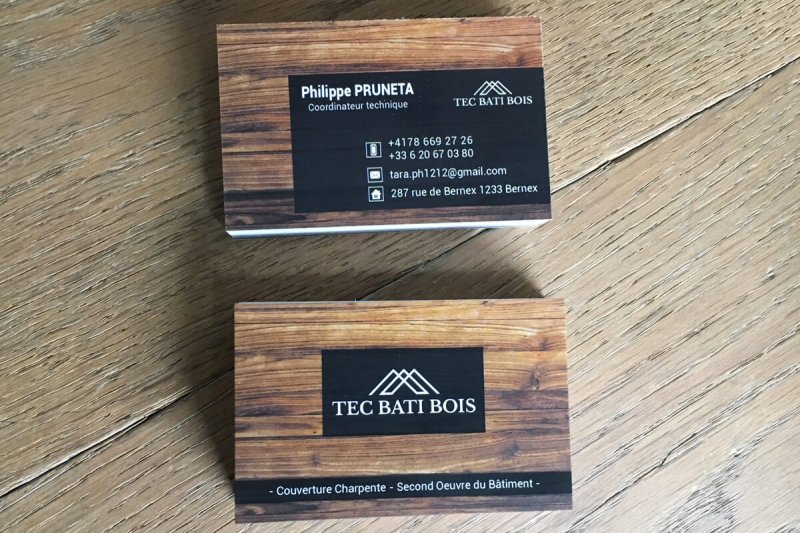 Philippe PRUNETA
Coordinateur technique
TEC BATI BOIS
+4178 669 27 26
+33 6 20 67 03 80
tara.ph1212@gmail.com
287 rue de Bernex 1233 Bernex
TEC BATI BOIS
- Couverture Charpente - Second Oeuvre du Bâtiment -